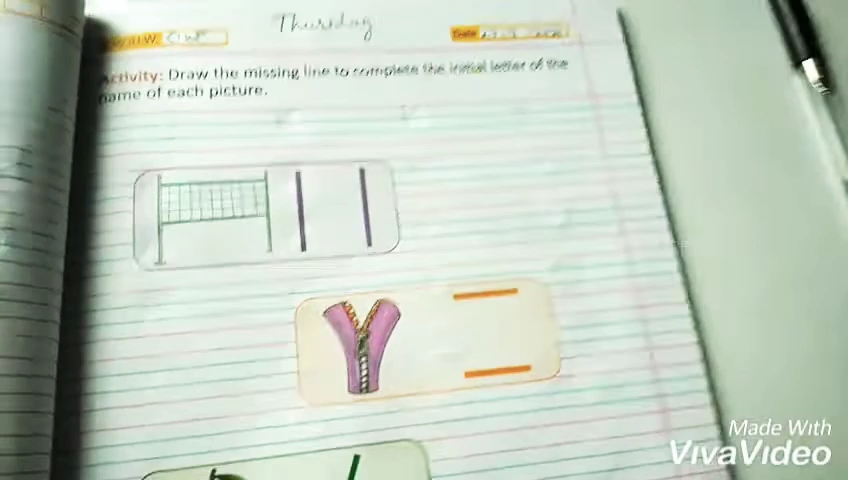 Thursday
C.W
Date
Activity: Draw the missing line to complete the initial letter of the
name of each picture.
Made With
VivaVideo